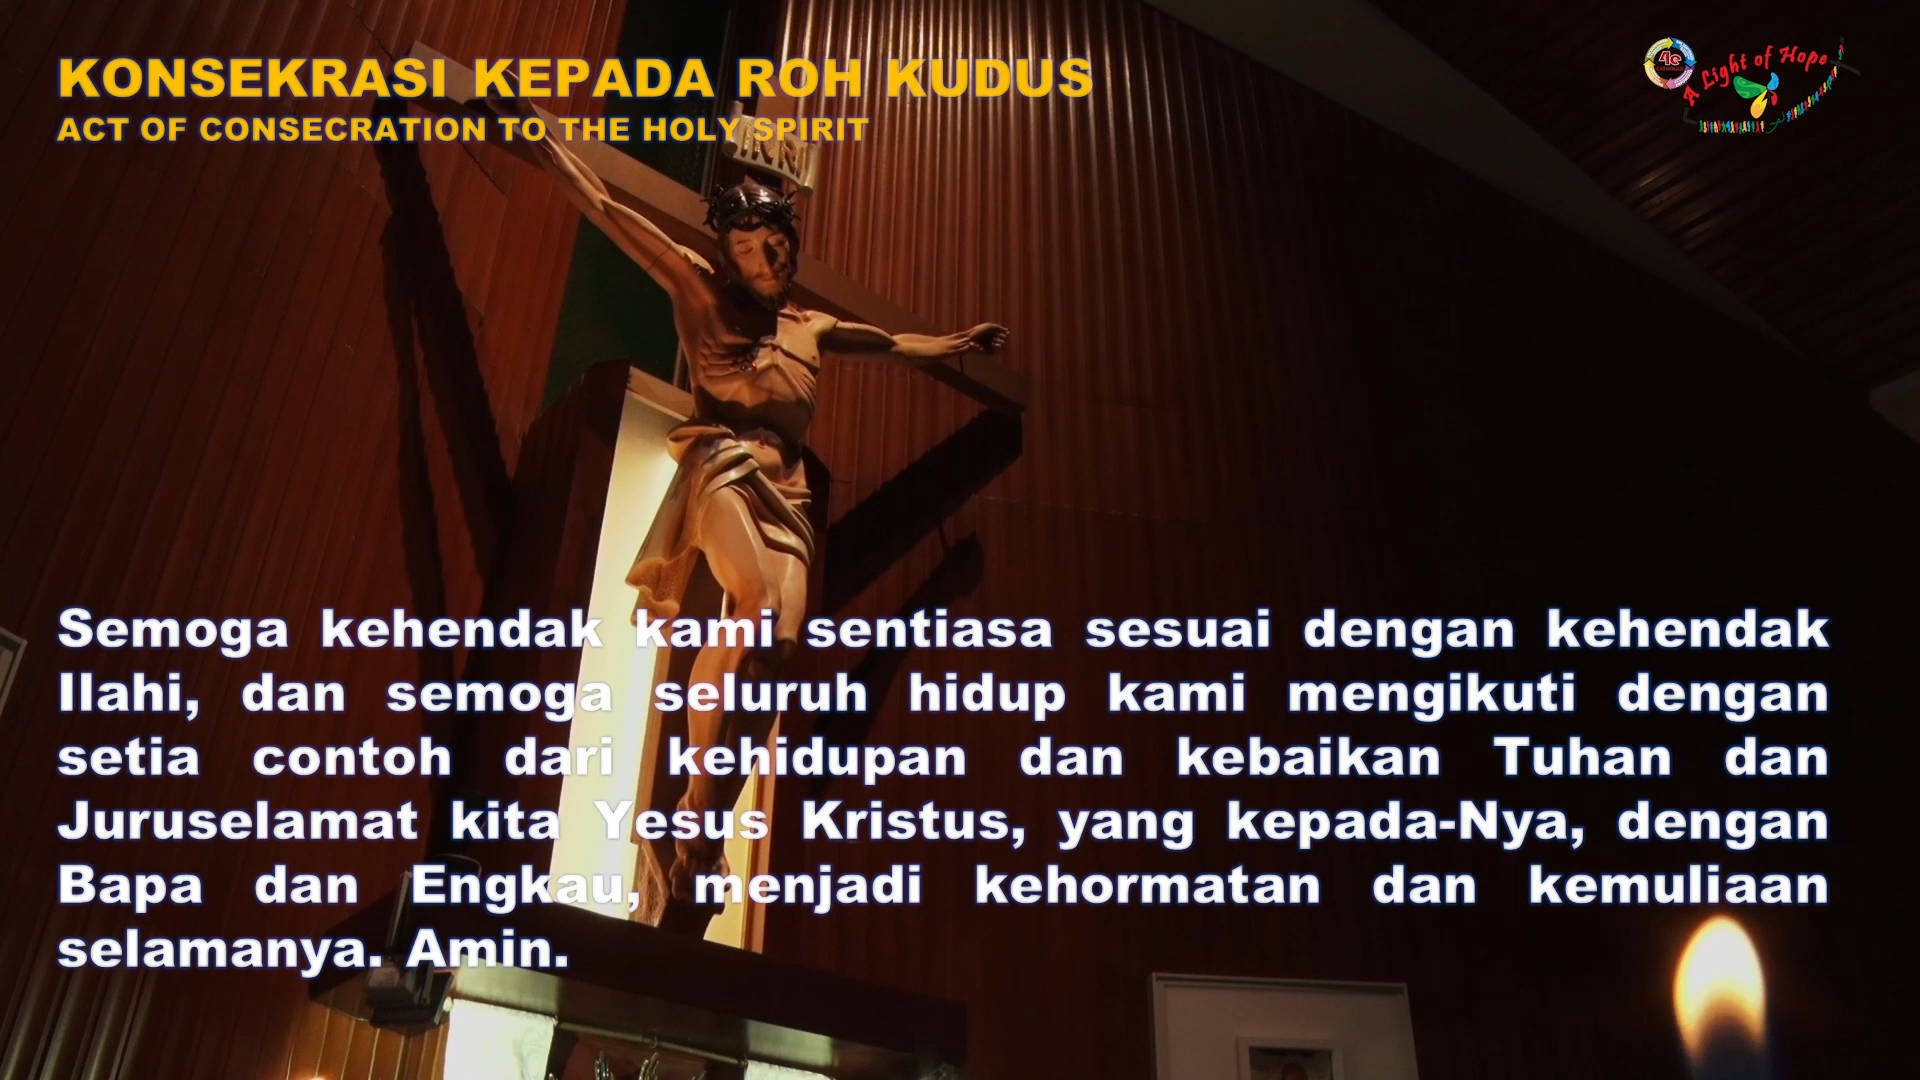 KONSEKRASI KEPADA ROH KUDUS
ACT OF CONSECRATION TO THE HOLY SPIRIT
4e
A Light of Hope
INRI
Semoga kehendak kami sentiasa sesuai dengan kehendak
Ilahi, dan semoga seluruh hidup kami mengikuti dengan
setia contoh dari kehidupan dan kebaikan Tuhan dan
Juruselamat kita Yesus Kristus, yang kepada-Nya, dengan
Bapa dan Engkau, menjadi kehormatan dan kemuliaan
selamanya. Amin.